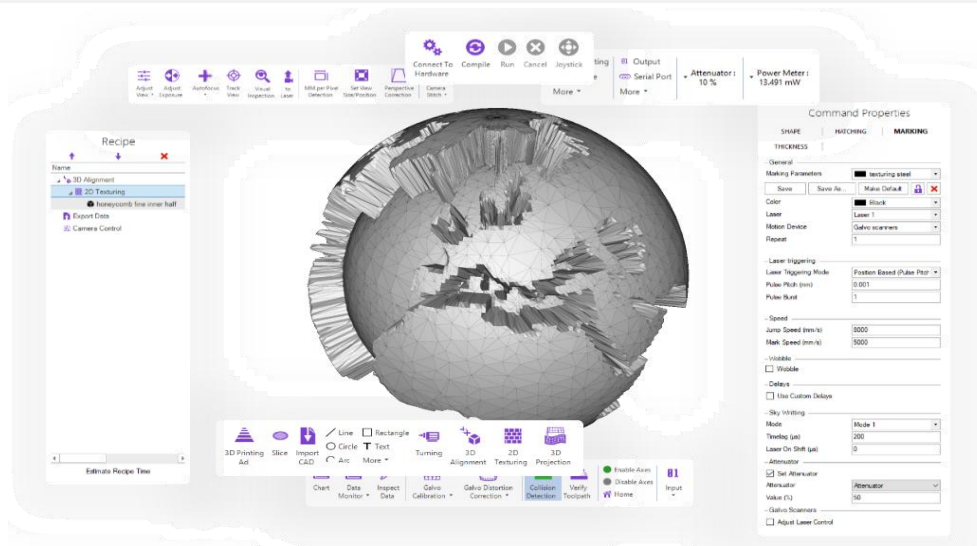 Connect To Hardware
Compile
Run
Cancel
Joystick
More
Output
Serial Port
More
Attenuator:
10 %
Power Meter:
13.491 mW
Adjust View
Adjust Exposure
Autofocus
Track View
Visual Inspection
to Laser
MM per Pixel Detection
Set View Size/Position
Perspective Correction
Camera Stitch
Recipe
Name
3D Alignment
2D Texturing
honeycomb fine inner half
Export Data
Camera Control
Estimate Recipe Time
Command Properties
SHAPE
HATCHING
MARKING
THICKNESS
General
Marking Parameters
texturing steel
Save
Save As...
Make Default
Color
Black
Laser
Laser 1
Motion Device
Galvo scanners
Repeat
1
Laser triggering
Laser Triggering Mode
Position Based (Pulse Pitch
Pulse Pitch (mm)
0.001
Pulse Burst
1
Speed
Jump Speed (mm/s)
8000
Mark Speed (mm/s)
5000
Wobble
Wobble
Delays
Use Custom Delays
Sky Writing
Mode
Mode 1
Timelag (µs)
200
Laser On Shift (µs)
0
Attenuator
Set Attenuator
Attenuator
Attenuator
Value (%)
50
Galvo Scanners
Adjust Laser Control
3D Printing Ad
Slice
Import CAD
Line
Rectangle
Circle
Text
Arc
More
Turning
3D Alignment
2D Texturing
3D Projection
Chart
Data Monitor
Inspect Data
Galvo Calibration
Galvo Distortion Correction
Collision Detection
Verify Toolpath
Enable Axes
Disable Axes
Home
Input